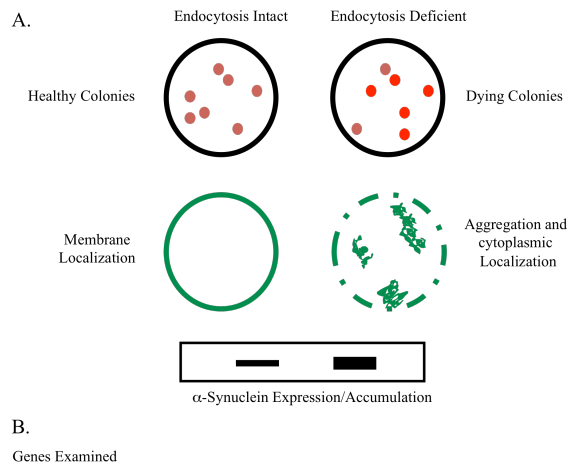 Endocytosis Intact
Endocytosis Deficient
A.
Healthy Colonies
Dying Colonies
Membrane
Localization
Aggregation and
cytoplasmic
Localization
α-Synuclein Expression/Accumulation
B.
Genes Examined